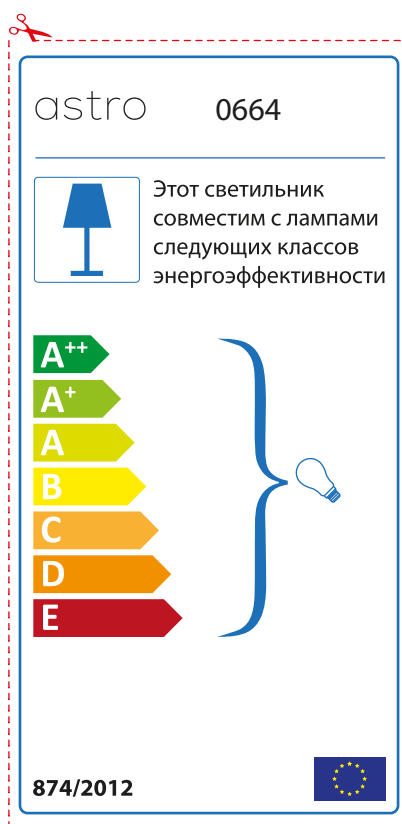 astro 0664
Этот светильник
совместим с лампами
следующих классов
энергоэффективности
A++
A+
A
B
C
D
E
874/2012